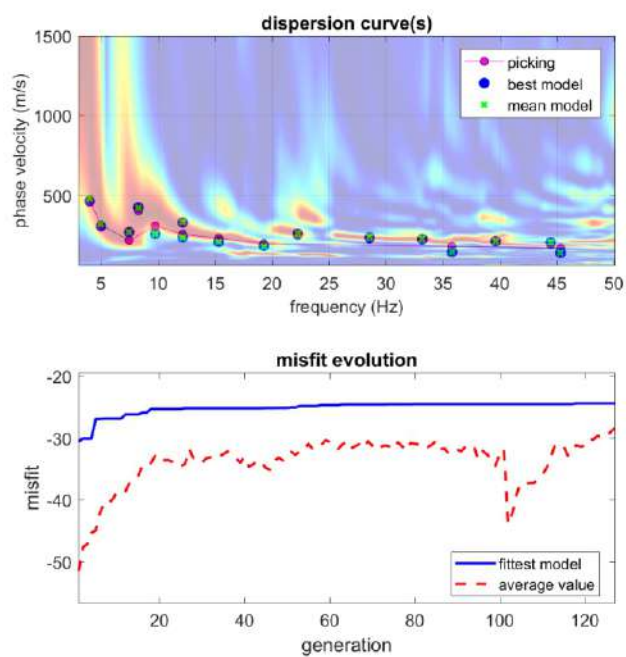 dispersion curve(s)
1500
1000
500
phase velocity (m/s)
picking
best model
mean model
5 10 15 20 25 30 35 40 45 50
frequency (Hz)
misfit evolution
-20
-30
-40
-50
misfit
fittest model
average value
20 40 60 80 100 120
generation